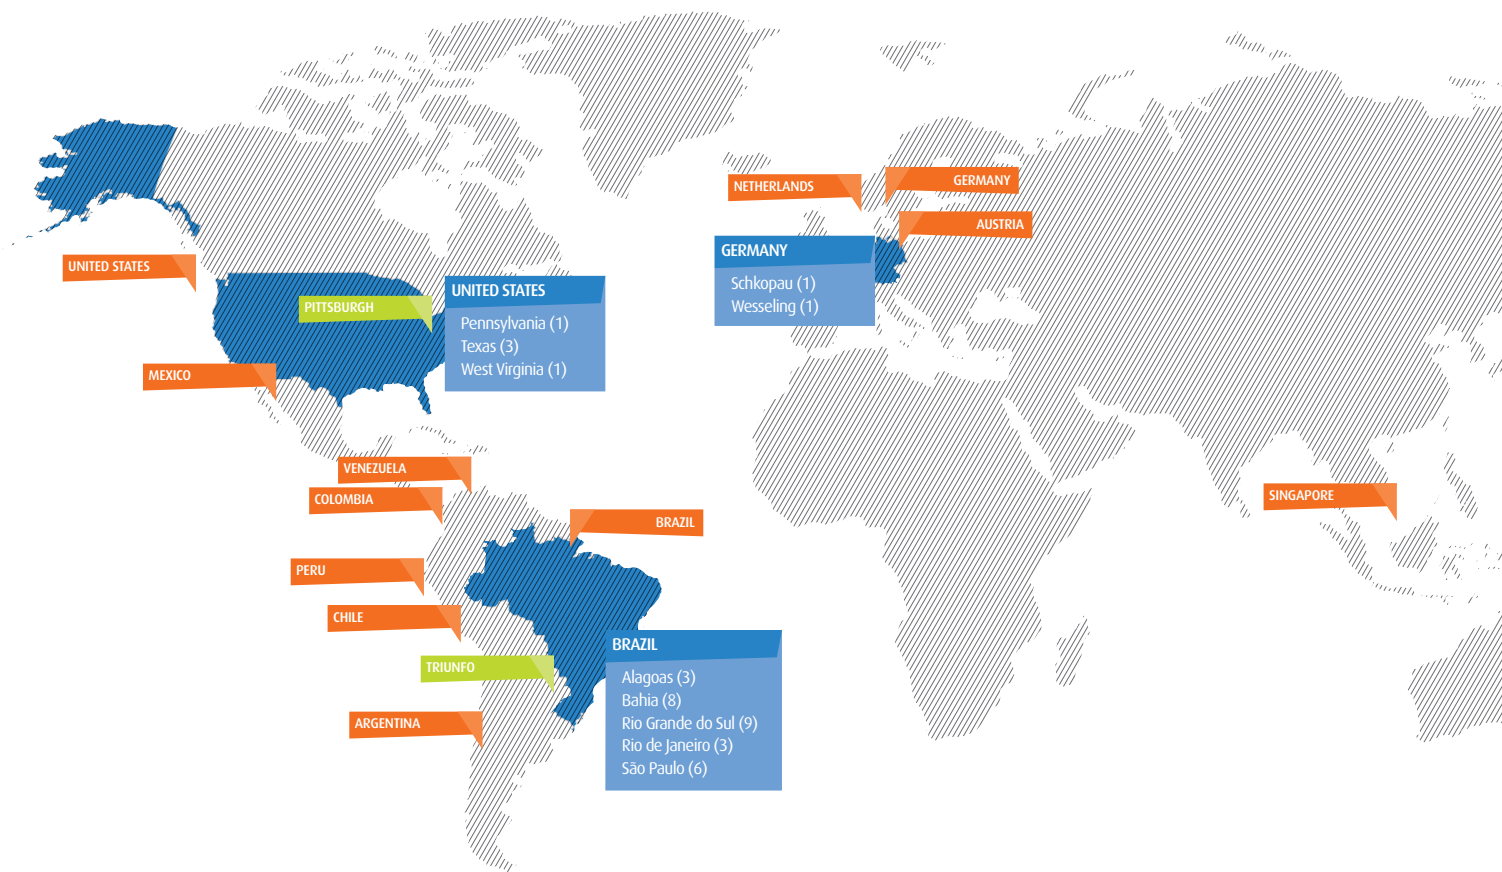 NETHERLANDS
GERMANY
AUSTRIA
GERMANY
Schkopau (1)
Wesseling (1)
UNITED STATES
PITTSBURGH
UNITED STATES
Pennsylvania (1)
Texas (3)
West Virginia (1)
MEXICO
VENEZUELA
COLOMBIA
SINGAPORE
BRAZIL
PERU
CHILE
TRIUNFO
BRAZIL
Alagoas (3)
Bahia (8)
Rio Grande do Sul (9)
Rio de Janeiro (3)
São Paulo (6)
ARGENTINA